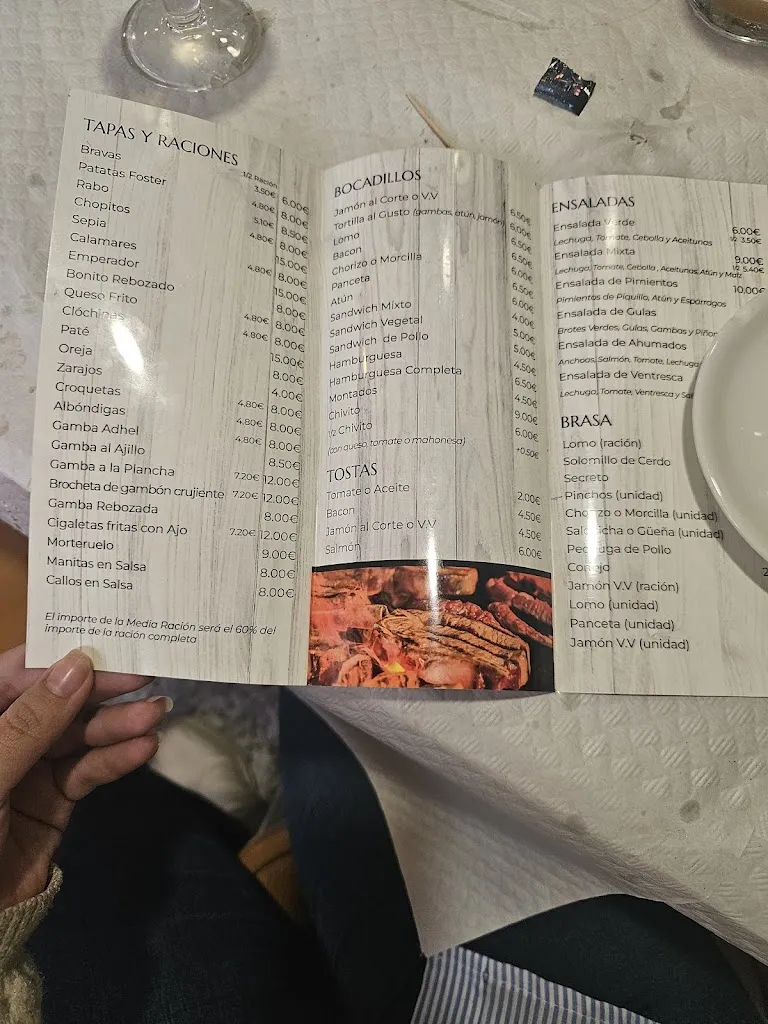 TAPAS Y RACIONES
1/2 Ración
Bravas
Patatas Foster
Rabo
Chopitos
Sepia
Calamares
Emperador
Bonito Rebozado
Queso Frito
Clóchinas
Paté
Oreja
Zarajos
Croquetas
Albóndigas
Gamba Adhel
Gamba al Ajillo
Gamba a la Plancha
Brocheta de gambón crujiente
Gamba Rebozada
Cigaletas fritas con Ajo
Morteruelo
Manitas en Salsa
Callos en Salsa
3.50€ 6.00€
4.80€ 8.00€
5.10€ 8.50€
4.80€ 8.00€
15.00€
4.80€ 8.00€
15.00€
8.00€
4.80€ 8.00€
4.80€ 8.00€
15.00€
8.00€
4.00€
4.80€ 8.00€
4.80€ 8.00€
8.50€
7.20€ 12.00€
7.20€ 12.00€
8.00€
7.20€ 12.00€
9.00€
8.00€
8.00€
El importe de la Media Ración será el 60% del
importe de la ración completa
BOCADILLOS
Jamón al Corte o V.V 6.50€
Tortilla al Gusto (gambas, atún, jamón) 6.00€
Lomo 6.50€
Bacon 6.50€
Chorizo o Morcilla 6.00€
Panceta 6.50€
Atún 6.00€
Sandwich Mixto 4.00€
Sandwich Vegetal 5.00€
Sandwich de Pollo 5.00€
Hamburguesa 4.50€
Hamburguesa Completa 6.50€
Montados 4.50€
Chivito 9.00€
1/2 Chivito 6.00€
(con queso, tomate o mahonesa) +0.50€
TOSTAS
Tomate o Aceite 2.00€
Bacon 4.50€
Jamón al Corte o V.V 4.50€
Salmón 6.00€
ENSALADAS
Ensalada Verde 6.00€
Lechuga, Tomate, Cebolla y Aceitunas 1/2 3.50€
Ensalada Mixta 9.00€
Lechuga, Tomate, Cebolla, Aceitunas, Atún y Maíz 1/2 5.40€
Ensalada de Pimientos 10.00€
Pimientos de Piquillo, Atún y Espárragos
Ensalada de Gulas
Brotes Verdes, Gulas, Gambas y Piñon
Ensalada de Ahumados
Anchoas, Salmón, Tomate, Lechuga
Ensalada de Ventresca
Lechuga, Tomate, Ventresca y
BRASA
Lomo (ración)
Solomillo de Cerdo
Secreto
Pinchos (unidad)
Chorizo o Morcilla (unidad)
Salchicha o Güeña (unidad)
Pechuga de Pollo
Conejo
Jamón V.V (ración)
Lomo (unidad)
Panceta (unidad)
Jamón V.V (unidad)